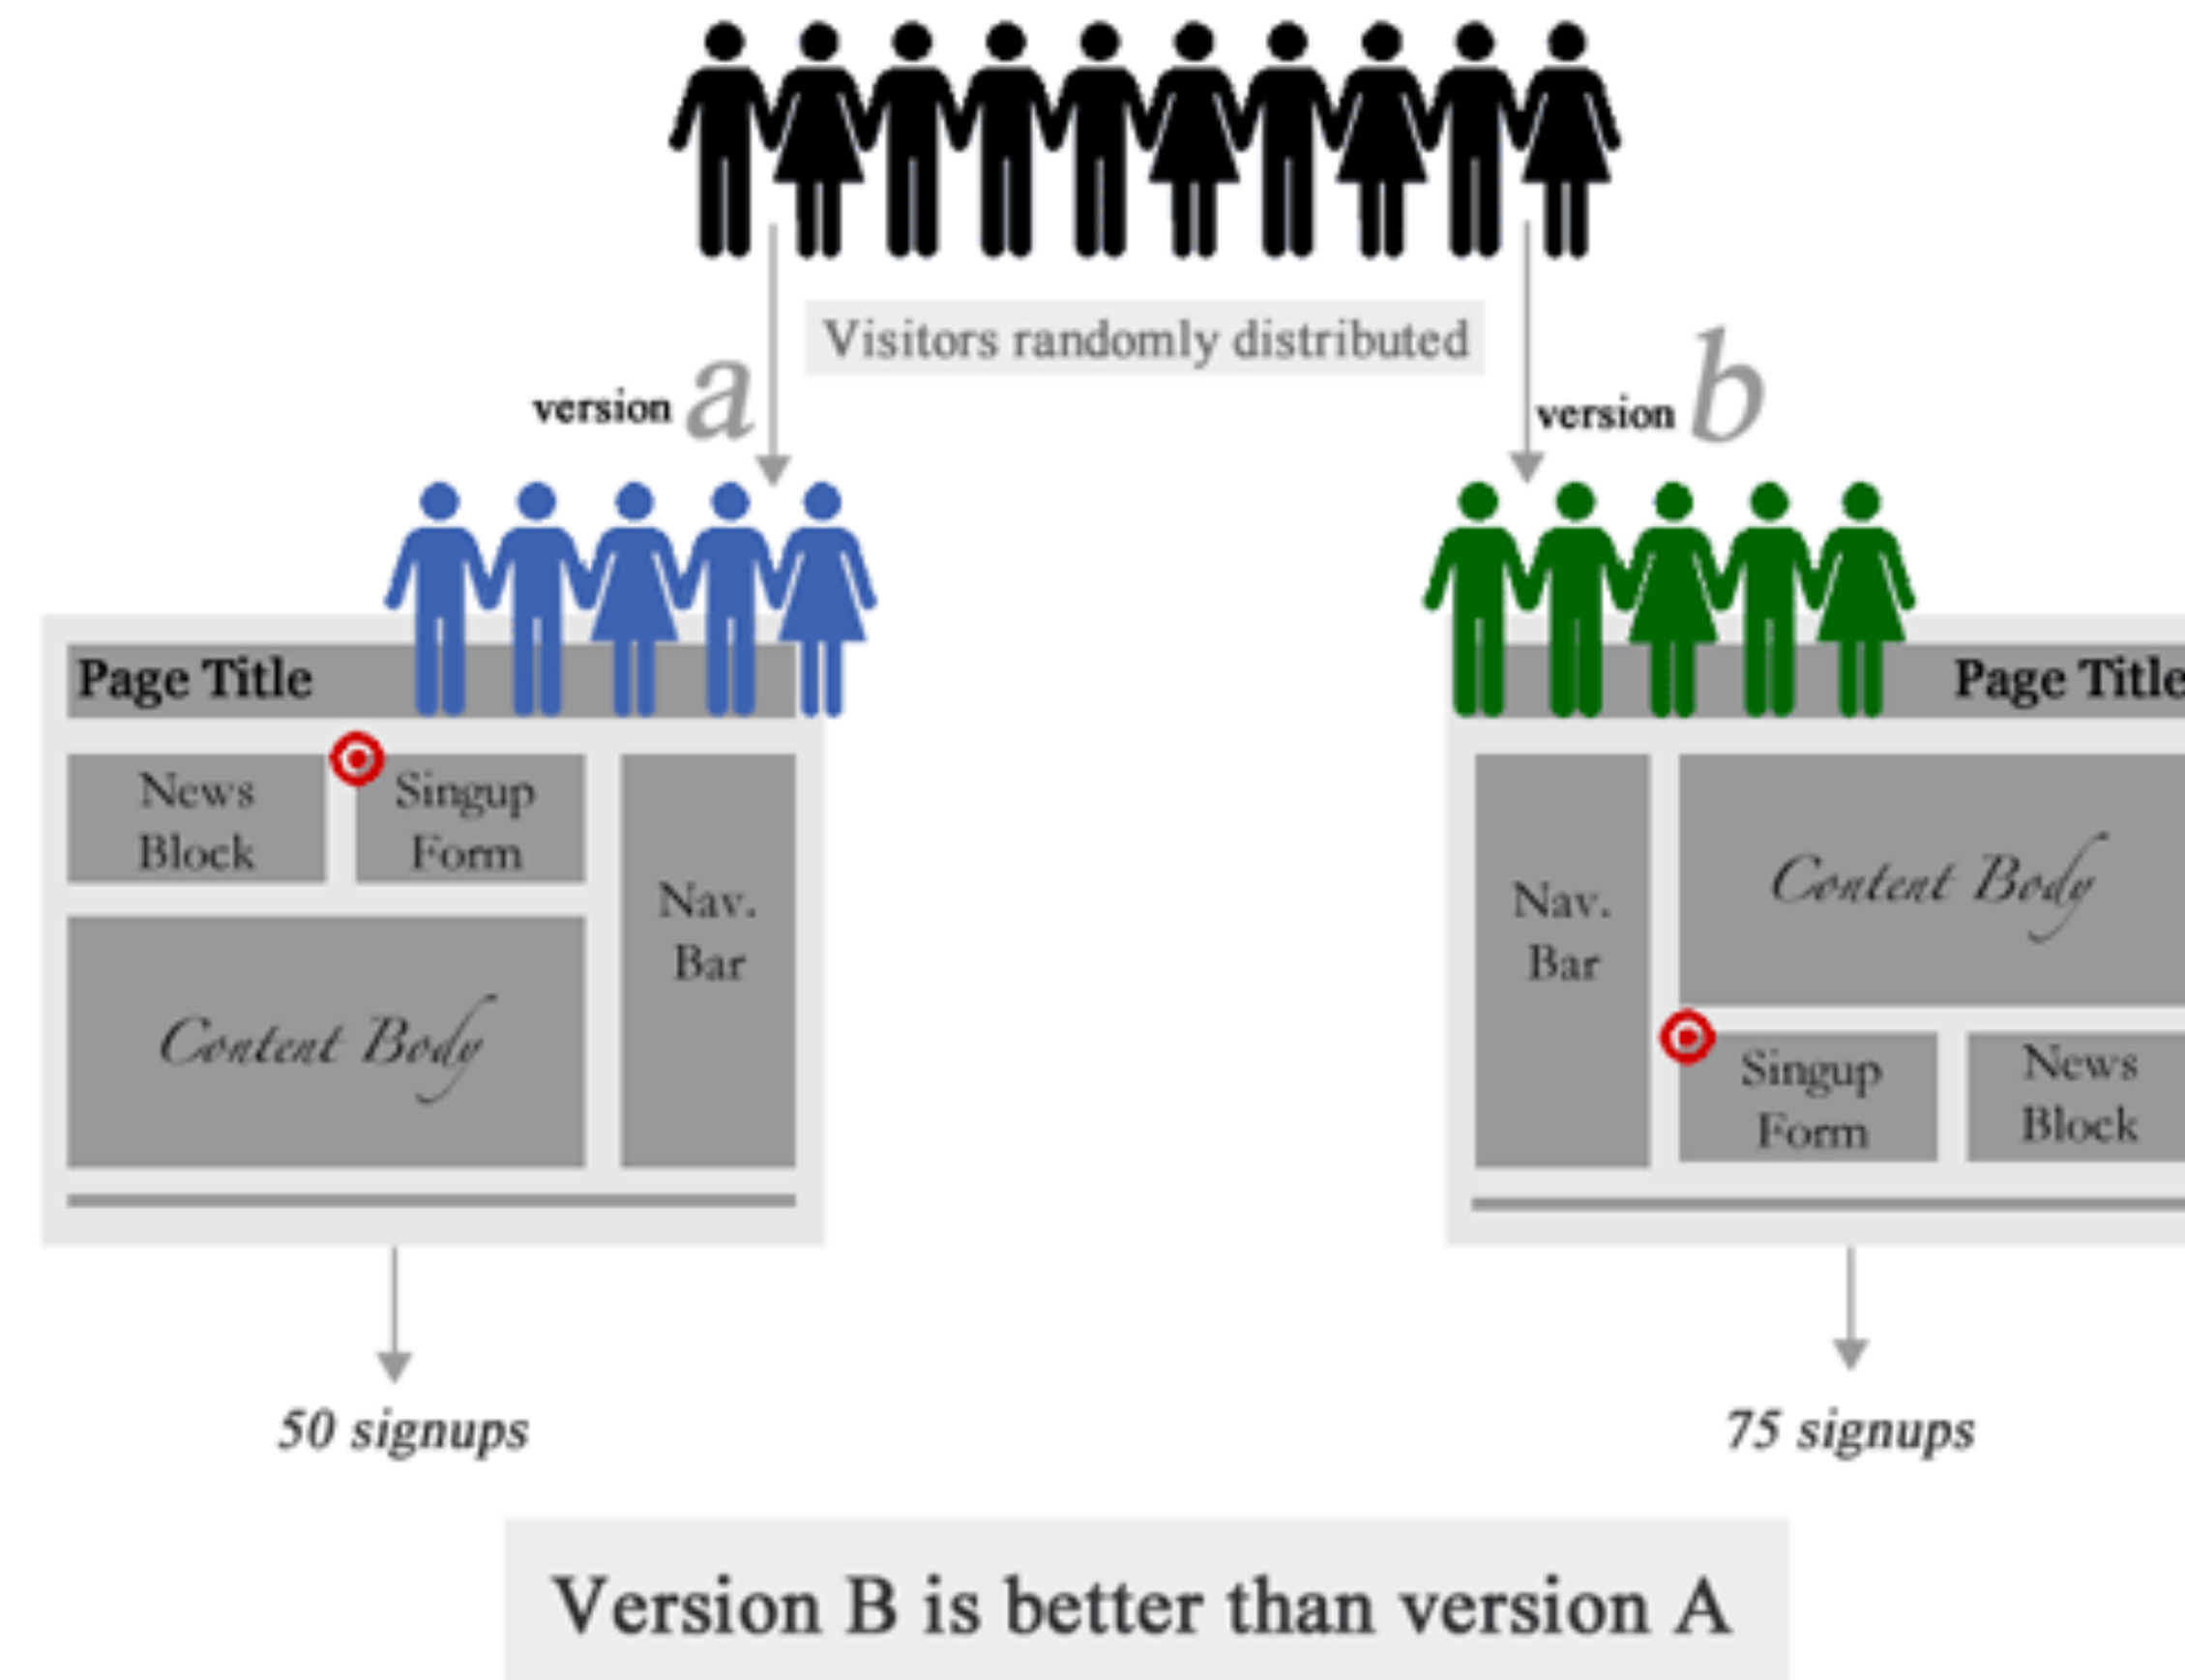 Visitors randomly distributed
version a
version b
Page Title
News
Block
Singup
Form
Nav.
Bar
Content Body
Page Title
Nav.
Bar
Content Body
Singup
Form
News
Block
50 signups
75 signups
Version B is better than version A